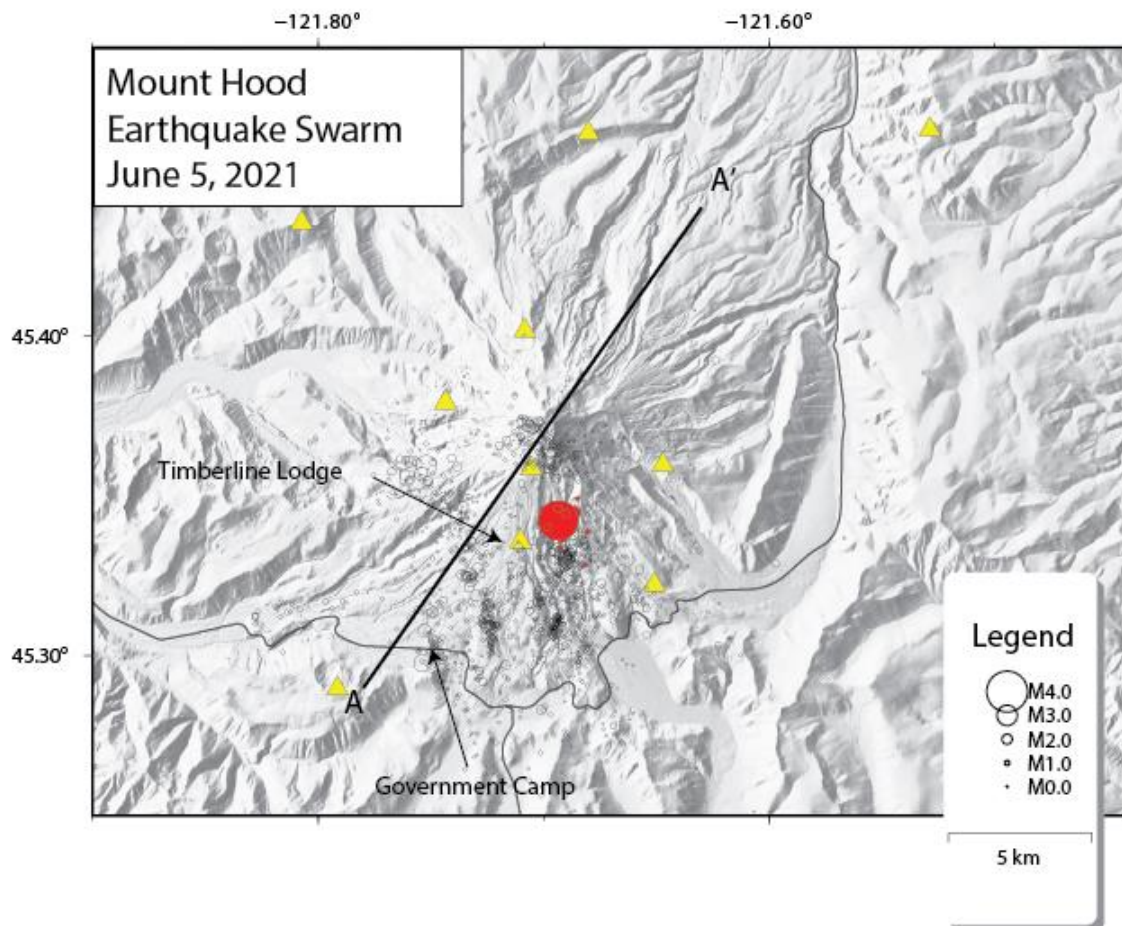 −121.80°
−121.60°
Mount Hood
Earthquake Swarm
June 5, 2021
A’
45.40°
Timberline Lodge
45.30°
A
Government Camp
Legend
M4.0
M3.0
M2.0
M1.0
M0.0
5 km